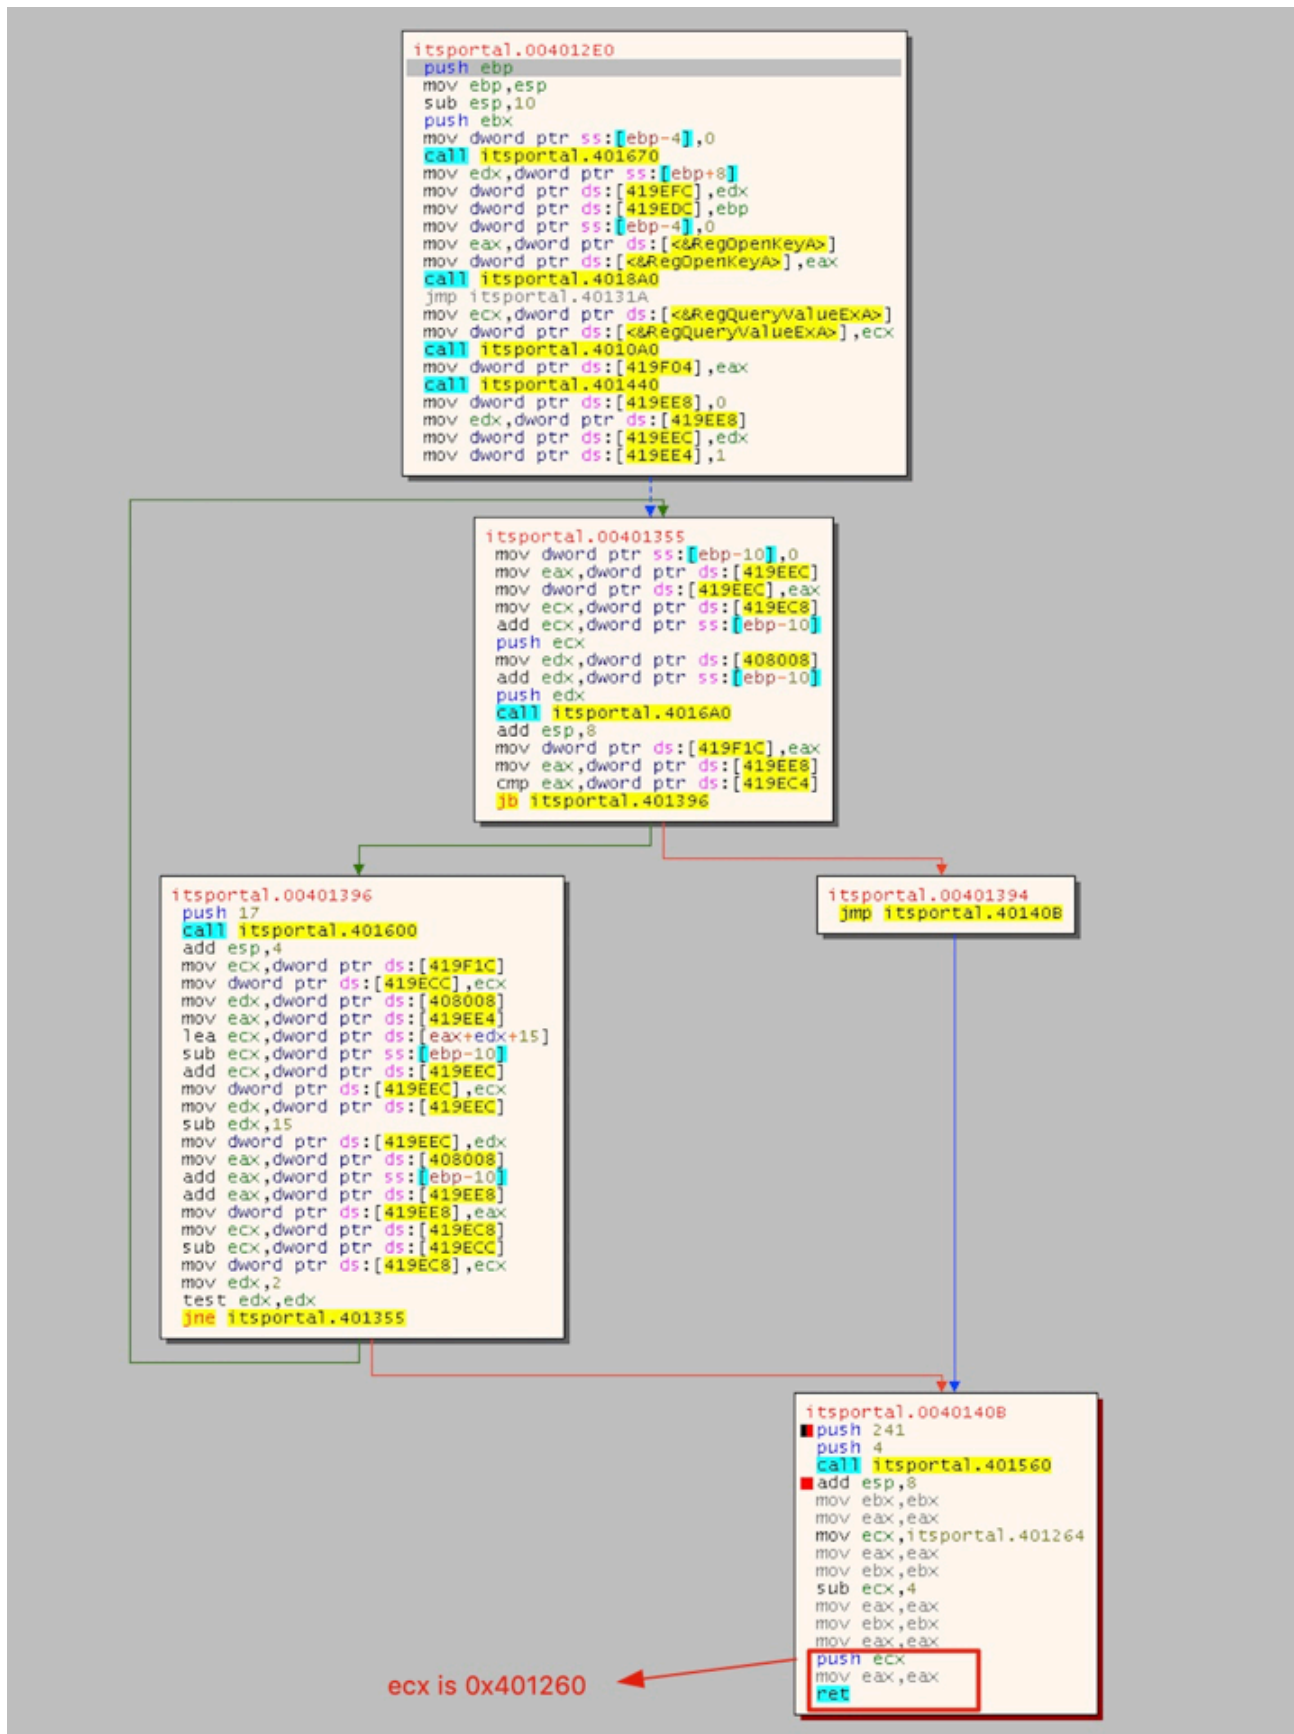 itsportal.004012E0
push ebp
mov ebp,esp
sub esp,10
push ebx
mov dword ptr ss:[ebp-4],0
call itsportal.401670
mov edx,dword ptr ss:[ebp+8]
mov dword ptr ds:[419EFC],edx
mov dword ptr ds:[419EDC],ebp
mov dword ptr ss:[ebp-4],0
mov eax,dword ptr ds:[<&RegOpenKeyA>]
mov dword ptr ds:[<&RegOpenKeyA>],eax
call itsportal.4018A0
jmp itsportal.40131A
mov ecx,dword ptr ds:[<&RegQueryValueExA>]
mov dword ptr ds:[<&RegQueryValueExA>],ecx
call itsportal.4010A0
mov dword ptr ds:[419F04],eax
call itsportal.401440
mov dword ptr ds:[419EE8],0
mov edx,dword ptr ds:[419EE8]
mov dword ptr ds:[419EEC],edx
mov dword ptr ds:[419EE4],1
itsportal.00401355
mov dword ptr ss:[ebp-10],0
mov eax,dword ptr ds:[419EEC]
mov dword ptr ds:[419EEC],eax
mov ecx,dword ptr ds:[419EC8]
add ecx,dword ptr ss:[ebp-10]
push ecx
mov edx,dword ptr ds:[408008]
add edx,dword ptr ss:[ebp-10]
push edx
call itsportal.4016A0
add esp,8
mov dword ptr ds:[419F1C],eax
mov eax,dword ptr ds:[419EE8]
cmp eax,dword ptr ds:[419EC4]
jb itsportal.401396
itsportal.00401396
push 17
call itsportal.401600
add esp,4
mov ecx,dword ptr ds:[419F1C]
mov dword ptr ds:[419ECC],ecx
mov edx,dword ptr ds:[408008]
mov eax,dword ptr ds:[419EE4]
lea ecx,dword ptr ds:[eax+edx+15]
sub ecx,dword ptr ss:[ebp-10]
add ecx,dword ptr ds:[419EEC]
mov dword ptr ds:[419EEC],ecx
mov edx,dword ptr ds:[419EEC]
sub edx,15
mov dword ptr ds:[419EEC],edx
mov eax,dword ptr ds:[408008]
add eax,dword ptr ss:[ebp-10]
add eax,dword ptr ds:[419EE8]
mov dword ptr ds:[419EE8],eax
mov ecx,dword ptr ds:[419EC8]
sub ecx,dword ptr ds:[419ECC]
mov dword ptr ds:[419EC8],ecx
mov edx,2
test edx,edx
jne itsportal.401355
itsportal.00401394
jmp itsportal.40140B
itsportal.0040140B
push 241
push 4
call itsportal.401560
add esp,8
mov ebx,ebx
mov eax,eax
mov ecx,itsportal.401264
mov eax,eax
mov ebx,ebx
sub ecx,4
mov eax,eax
mov ebx,ebx
mov eax,eax
push ecx
mov eax,eax
ret
ecx is 0x401260